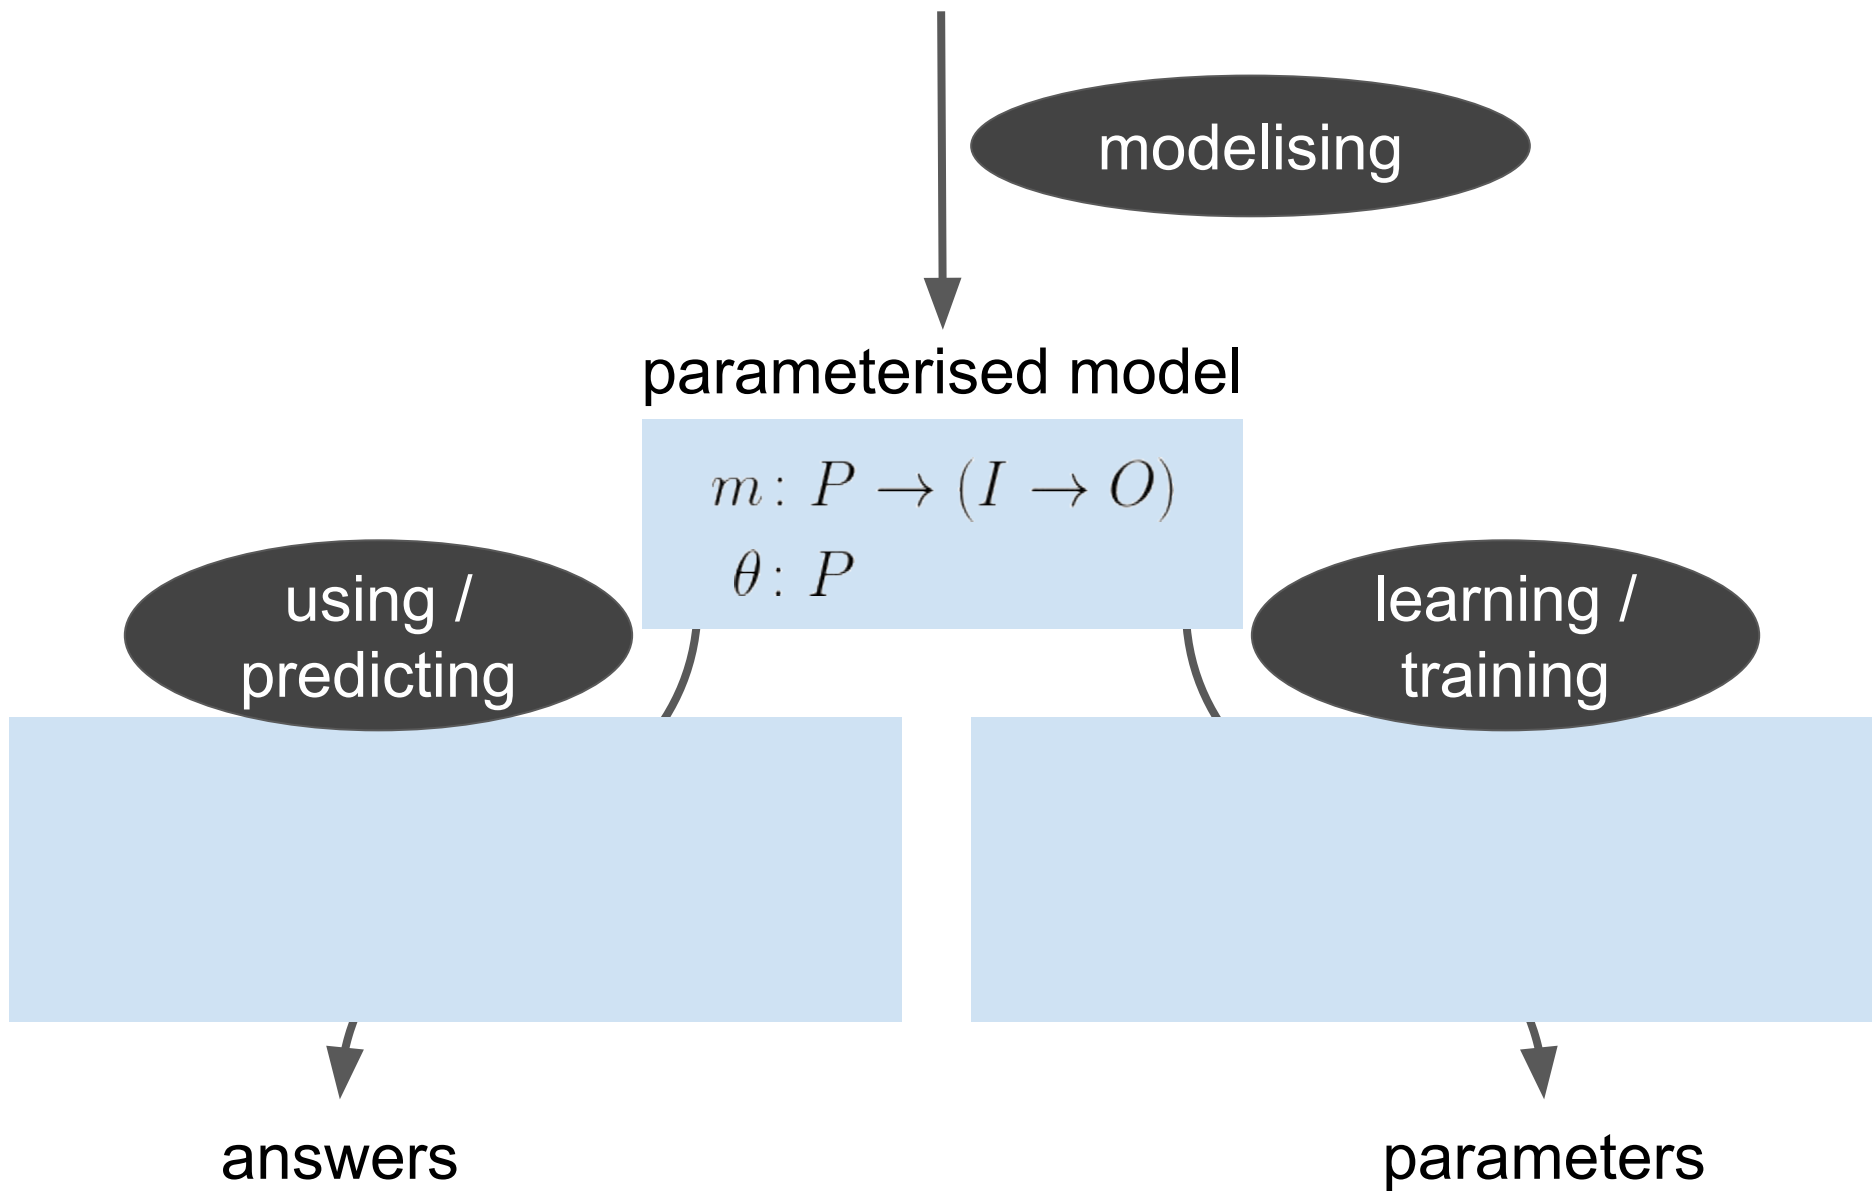 modelising
parameterised model
m: P → (I → O)
θ: P
using /
predicting
learning /
training
answers
parameters